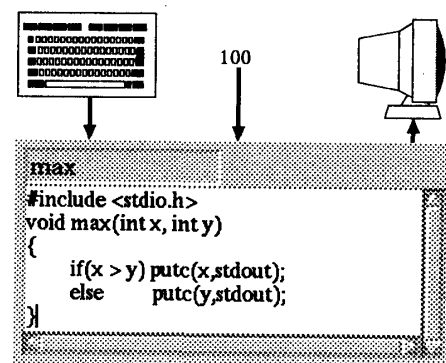 100
max
#include <stdio.h>
void max(int x, int y)
{
if(x > y) putc(x,stdout);
else putc(y,stdout);
}